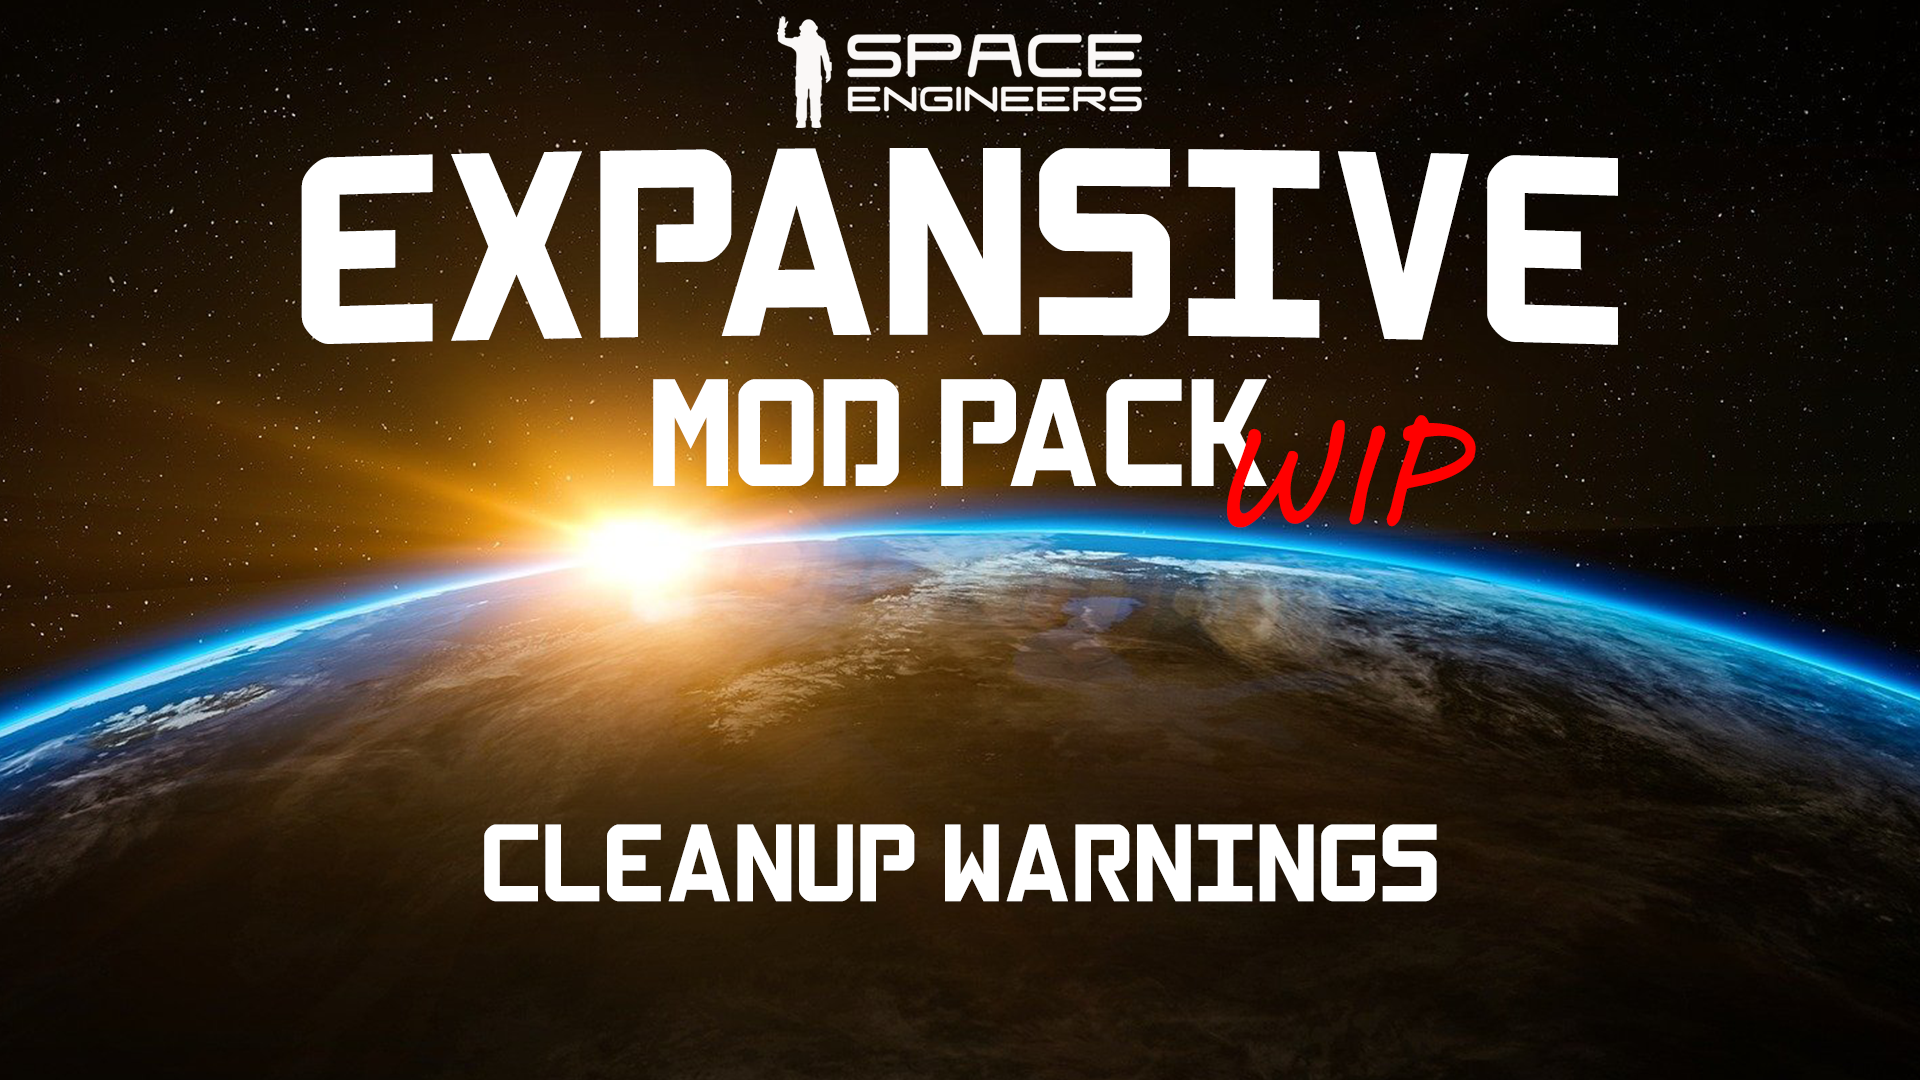 SPACE
ENGINEERS
EXPANSIVE
MOD PACK
WIP
CLEANUP WARNINGS